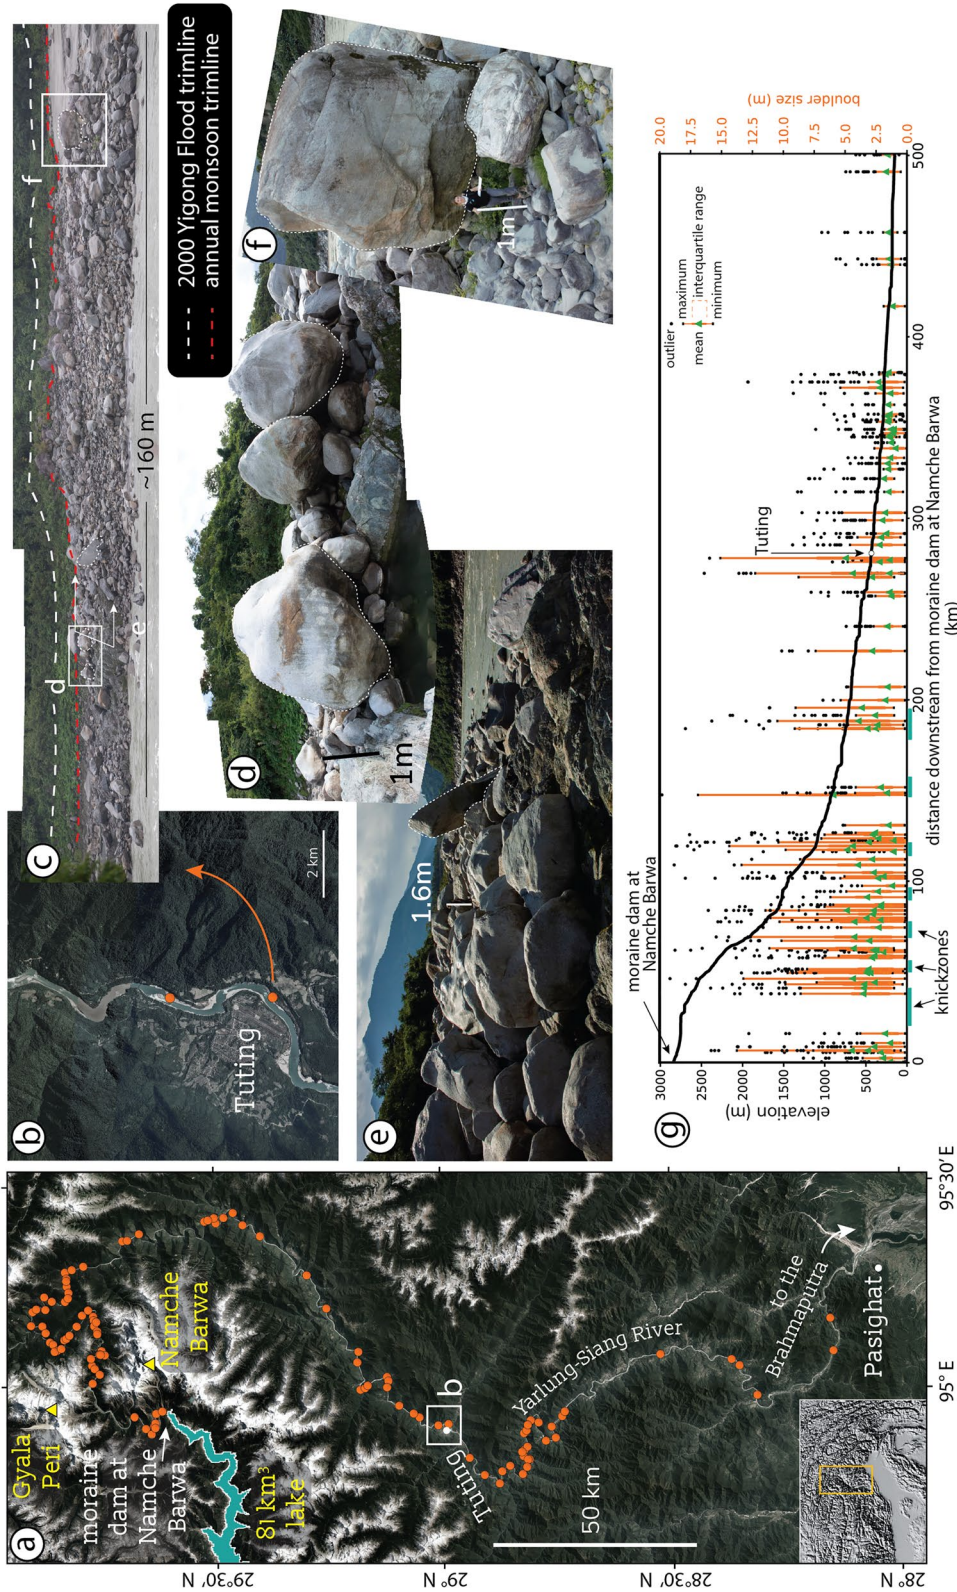 a
Gyala
Peri
moraine
dam at
Namche
Barwa
Namche
Barwa
81 km³
lake
Tuting
b
50 km
Yarlung-Siang River
to the
Brahmaputra
Pasighat
29°30′ N
29° N
28°30′ N
28° N
95° E
95°30′ E
b
Tuting
2 km
c
d
e
f
~160 m
2000 Yigong Flood trimline
annual monsoon trimline
d
1m
e
1.6m
f
1m
g
moraine dam at
Namche Barwa
knickzones
Tuting
outlier
maximum
mean
interquartile range
minimum
elevation (m)
3000
2500
2000
1500
1000
500
0
boulder size (m)
20.0
17.5
15.0
12.5
10.0
7.5
5.0
2.5
0.0
0
100
200
300
400
500
distance downstream from moraine dam at Namche Barwa
(km)